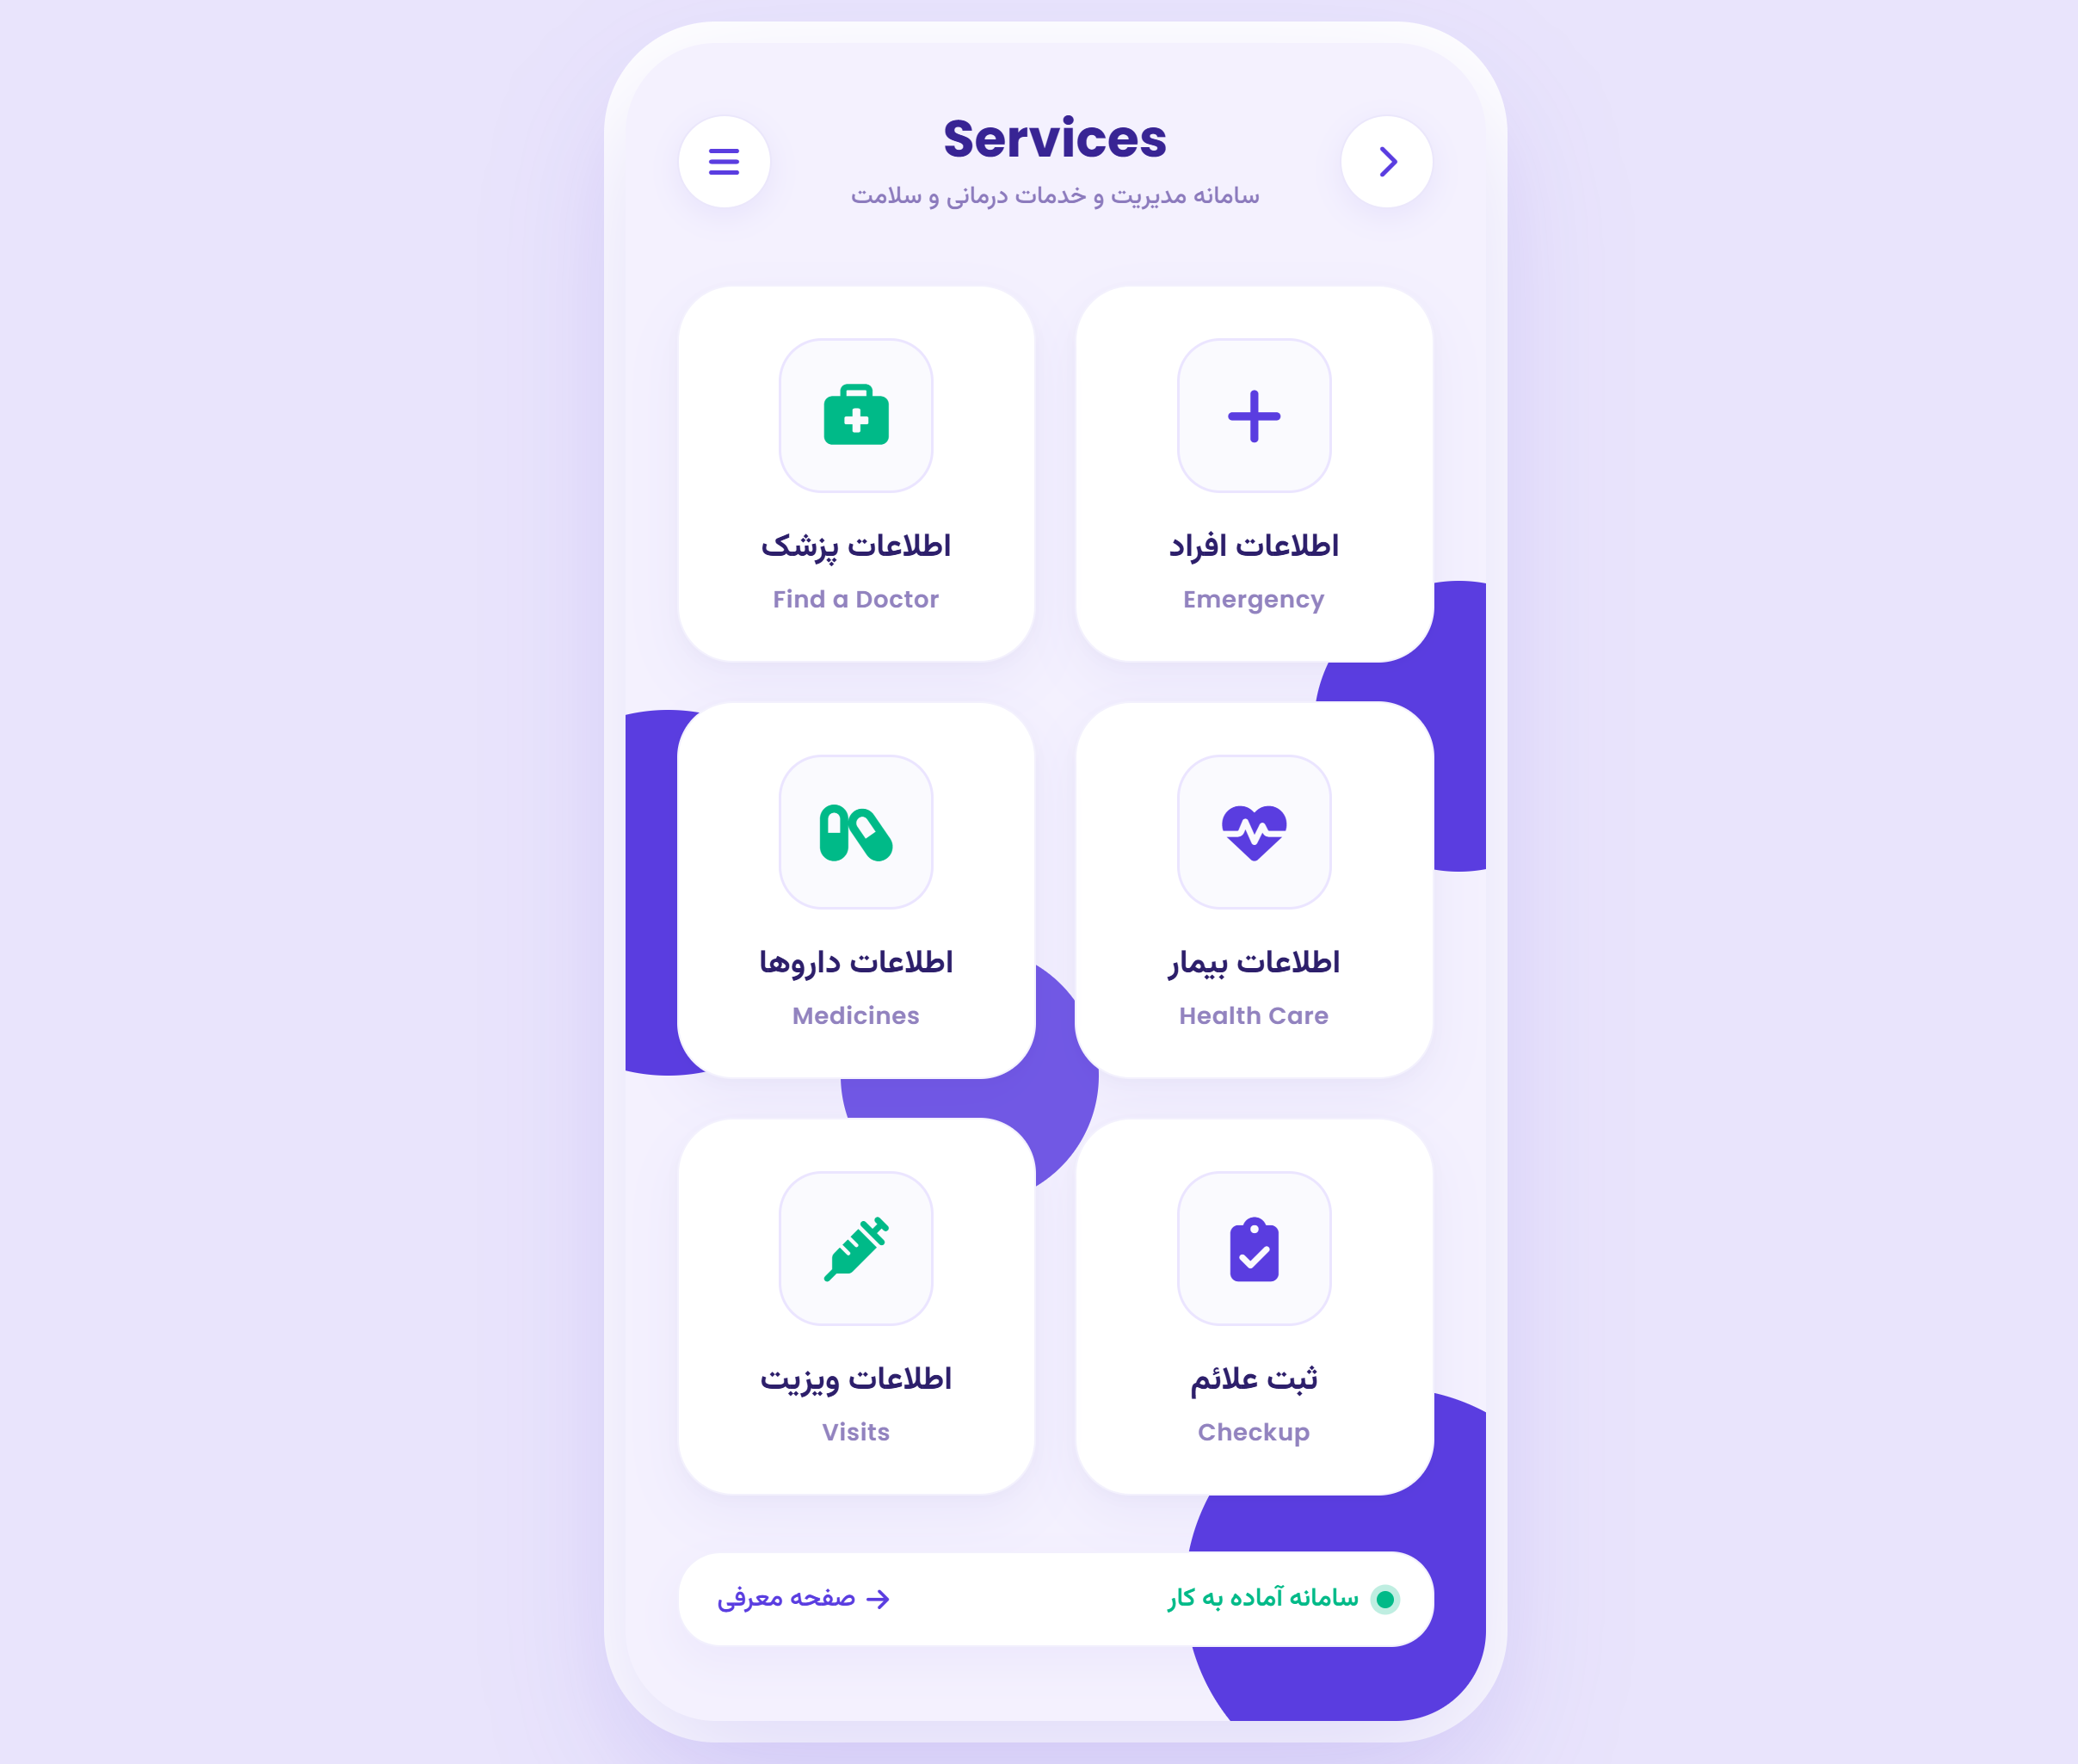 Services
سامانه مدیریت و خدمات درمانی و سلامت
اطلاعات افراد
Emergency
اطلاعات پزشک
Find a Doctor
اطلاعات بیمار
Health Care
اطلاعات داروها
Medicines
ثبت علائم
Checkup
اطلاعات ویزیت
Visits
سامانه آماده به کار
صفحه معرفی